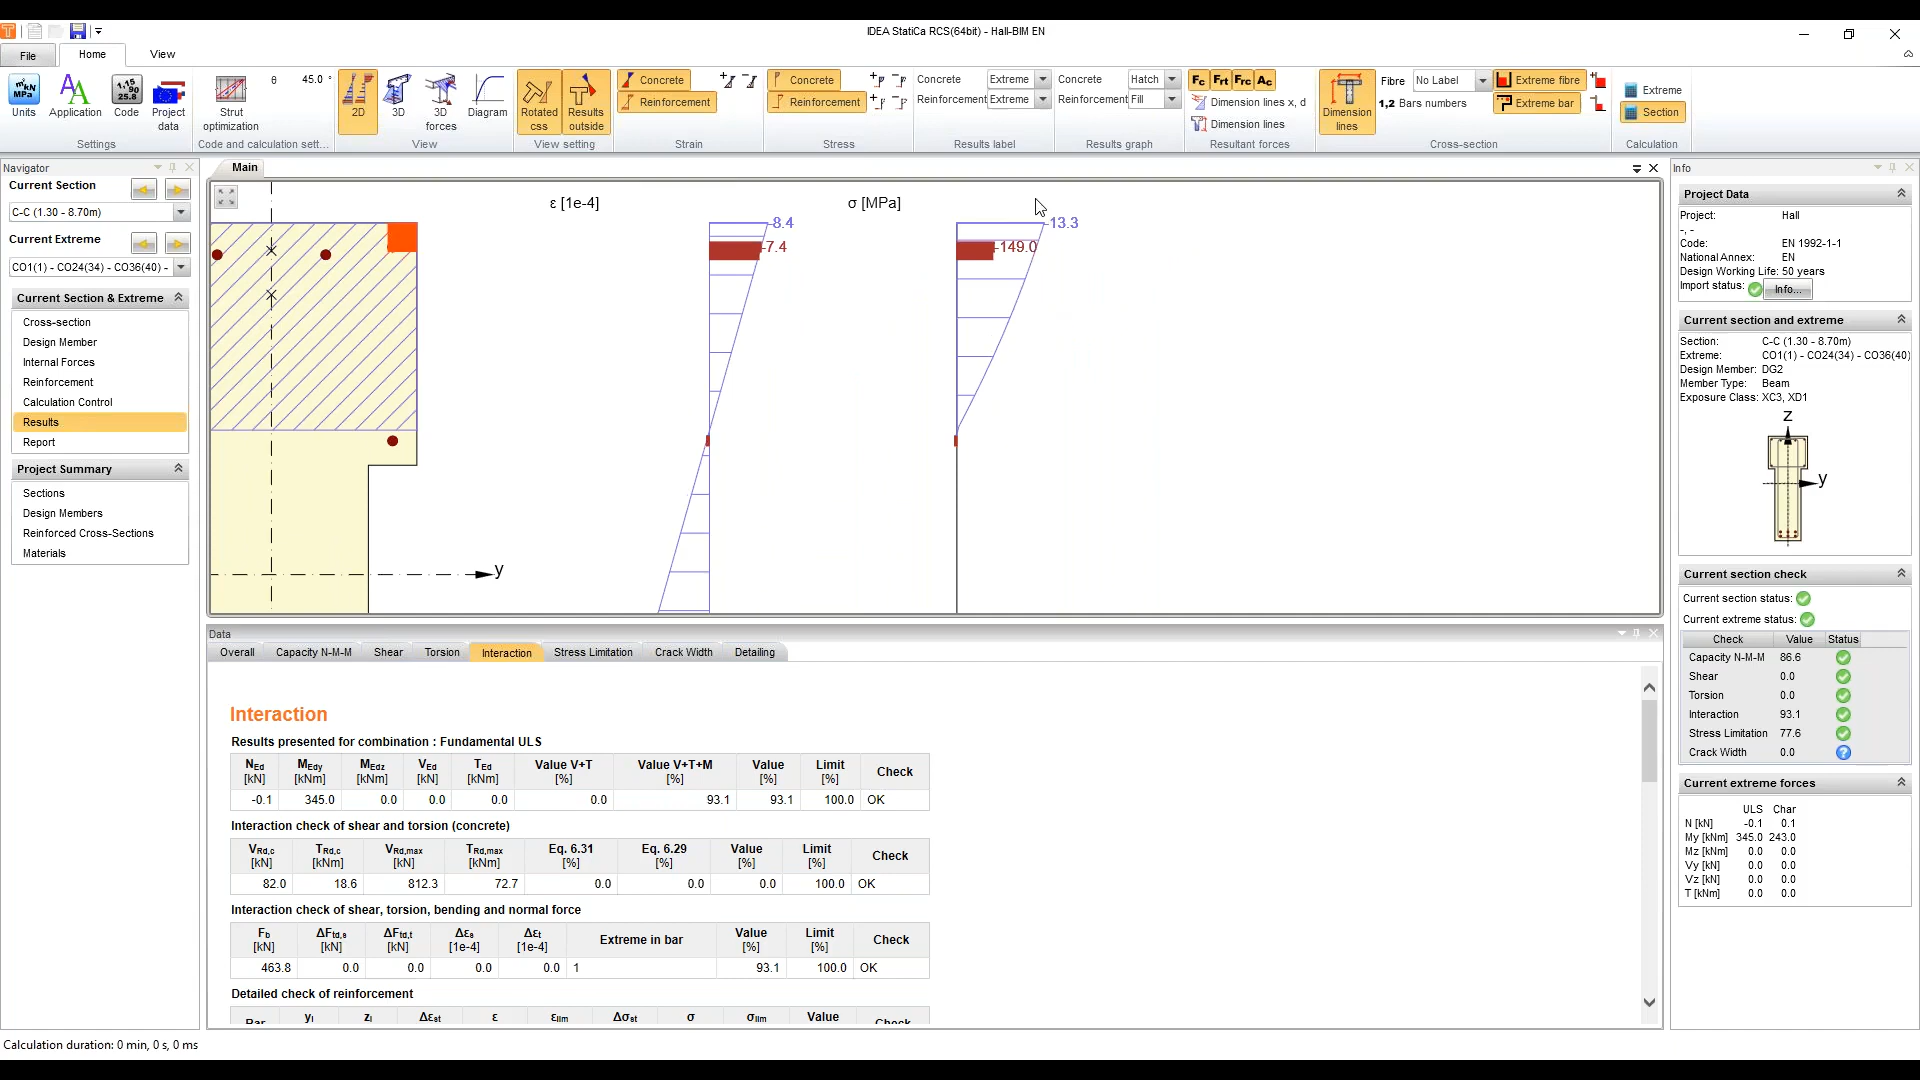 IDEA StatiCa RCS(64bit) - Hall-BIM EN
File Home View
Units Application Code Project data Strut optimization θ 45.0 ° 2D 3D 3D forces Diagram Rotated css Results outside
Concrete Reinforcement Concrete Reinforcement
Concrete Extreme Concrete Hatch
Reinforcement Extreme Reinforcement Fill
Fc Frt Frc Ac
Dimension lines x, d
Dimension lines
Dimension lines
Fibre No Label Extreme fibre
1,2 Bars numbers Extreme bar
Extreme
Section
Settings Code and calculation sett... View View setting Strain Stress Results label Results graph Resultant forces Cross-section Calculation
Navigator
Current Section
C-C (1.30 - 8.70m)
Current Extreme
CO1(1) - CO24(34) - CO36(40) -
Current Section & Extreme
Cross-section
Design Member
Internal Forces
Reinforcement
Calculation Control
Results
Report
Project Summary
Sections
Design Members
Reinforced Cross-Sections
Materials
Main
ε [1e-4] σ [MPa]
-8.4 -13.3
-7.4 -149.0
y
Data
Overall Capacity N-M-M Shear Torsion Interaction Stress Limitation Crack Width Detailing
Interaction
Results presented for combination : Fundamental ULS
NEd [kN] MEdy [kNm] MEdz [kNm] VEd [kN] TEd [kNm] Value V+T [%] Value V+T+M [%] Value [%] Limit [%] Check
-0.1 345.0 0.0 0.0 0.0 0.0 93.1 93.1 100.0 OK
Interaction check of shear and torsion (concrete)
VRd,c [kN] TRd,c [kNm] VRd,max [kN] TRd,max [kNm] Eq. 6.31 [%] Eq. 6.29 [%] Value [%] Limit [%] Check
82.0 18.6 812.3 72.7 0.0 0.0 0.0 100.0 OK
Interaction check of shear, torsion, bending and normal force
Fb [kN] ΔFtd,s [kN] ΔFtd,t [kN] Δεs [1e-4] Δεt [1e-4] Extreme in bar Value [%] Limit [%] Check
463.8 0.0 0.0 0.0 0.0 1 93.1 100.0 OK
Detailed check of reinforcement
Bar yi zi Δεst ε εlim Δσst σ σlim Value Check
Info
Project Data
Project: Hall
-, -
Code: EN 1992-1-1
National Annex: EN
Design Working Life: 50 years
Import status: Info...
Current section and extreme
Section: C-C (1.30 - 8.70m)
Extreme: CO1(1) - CO24(34) - CO36(40)
Design Member: DG2
Member Type: Beam
Exposure Class: XC3, XD1
z
y
Current section check
Current section status:
Current extreme status:
Check Value Status
Capacity N-M-M 86.6
Shear 0.0
Torsion 0.0
Interaction 93.1
Stress Limitation 77.6
Crack Width 0.0
Current extreme forces
ULS Char
N [kN] -0.1 0.1
My [kNm] 345.0 243.0
Mz [kNm] 0.0 0.0
Vy [kN] 0.0 0.0
Vz [kN] 0.0 0.0
T [kNm] 0.0 0.0
Calculation duration: 0 min, 0 s, 0 ms